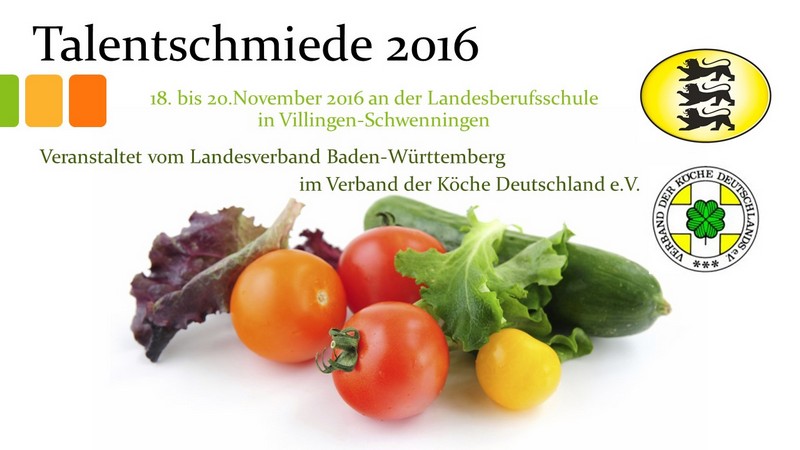 Talentschmiede 2016
18. bis 20.November 2016 an der Landesberufsschule
in Villingen-Schwenningen
Veranstaltet vom Landesverband Baden-Württemberg
im Verband der Köche Deutschland e.V.
VERBAND DER KÖCHE DEUTSCHLANDS e.V.
***